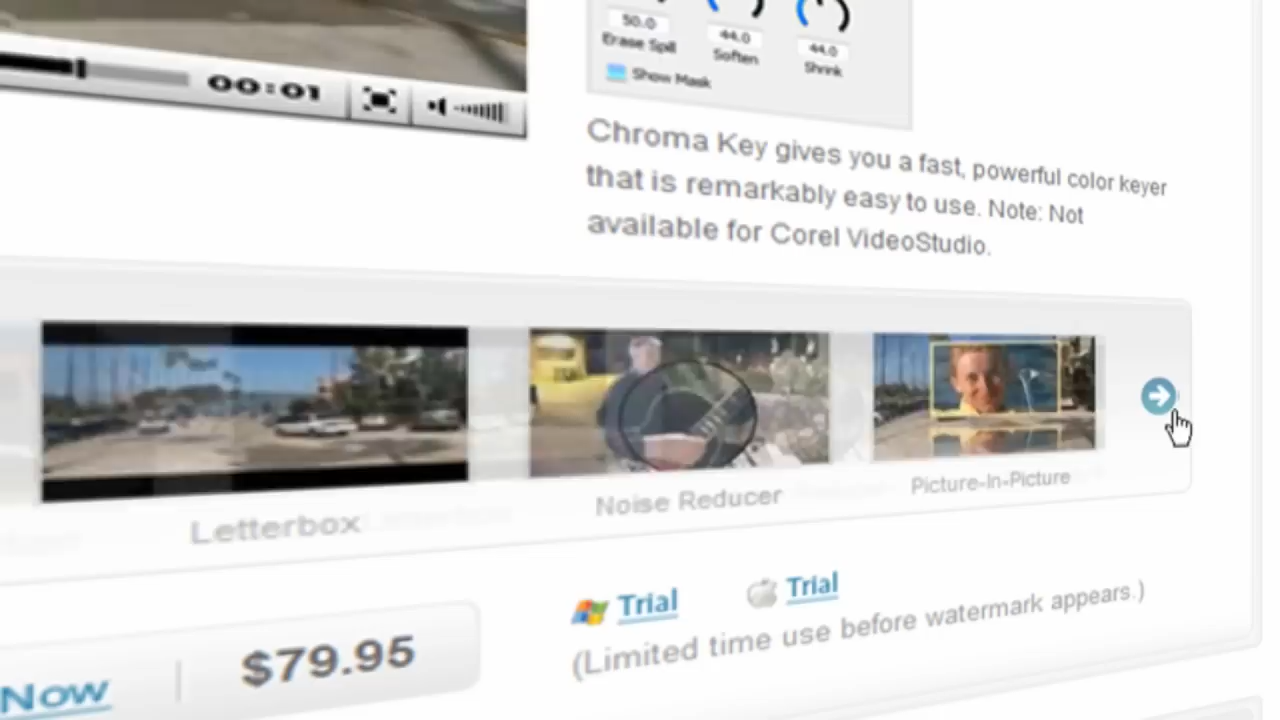 50.0
44.0
44.0
Erase Spill
Soften
Shrink
Show Mask
00:01
Chroma Key gives you a fast, powerful color keyer
that is remarkably easy to use. Note: Not
available for Corel VideoStudio.
Letterbox
Noise Reducer
Picture-In-Picture
Trial
Trial
(Limited time use before watermark appears.)
Now
$79.95